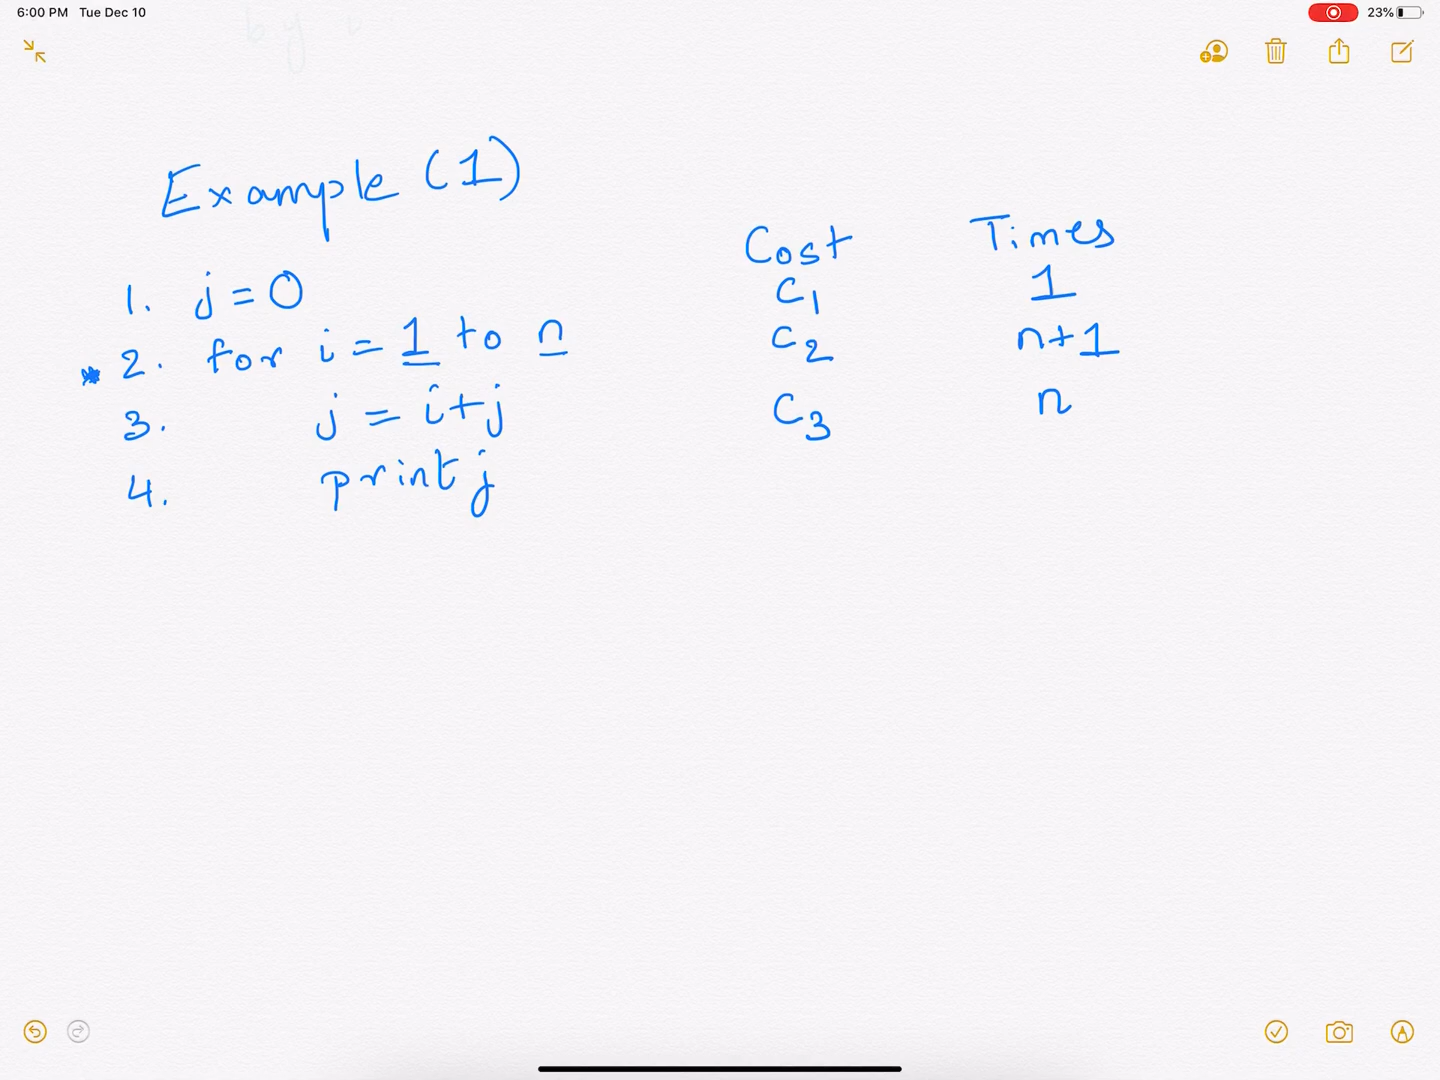 6:00 PM Tue Dec 10 23%
by
Example (1)
Cost Times
1. j = 0 C1 1
* 2. for i = 1 to n C2 n+1
3. j = i+j C3 n
4. print j